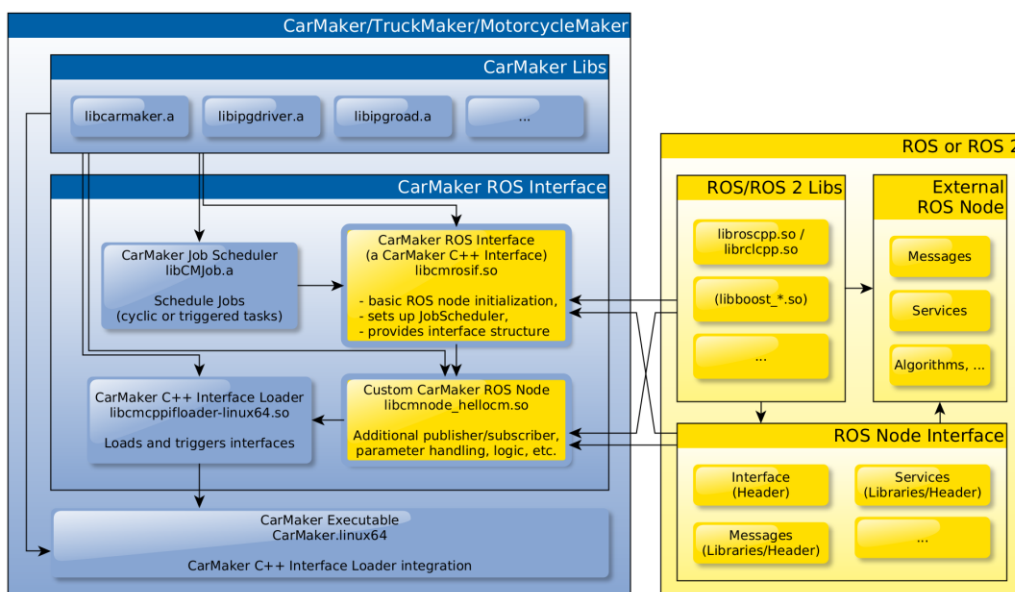 CarMaker/TruckMaker/MotorcycleMaker
CarMaker Libs
libcarmaker.a
libipgdriver.a
libipgroad.a
...
CarMaker ROS Interface
CarMaker Job Scheduler
libCMJob.a
Schedule Jobs
(cyclic or triggered tasks)
CarMaker ROS Interface
(a CarMaker C++ Interface)
libcmrosif.so
- basic ROS node initialization,
- sets up JobScheduler,
- provides interface structure
CarMaker C++ Interface Loader
libcmcppifloader-linux64.so
Loads and triggers interfaces
Custom CarMaker ROS Node
libcmnode_hellocm.so
Additional publisher/subscriber,
parameter handling, logic, etc.
CarMaker Executable
CarMaker.linux64
CarMaker C++ Interface Loader integration
ROS or ROS 2
ROS/ROS 2 Libs
libroscpp.so /
librclcpp.so
(libboost_*.so)
...
External
ROS Node
Messages
Services
Algorithms, ...
ROS Node Interface
Interface
(Header)
Services
(Libraries/Header)
Messages
(Libraries/Header)
...